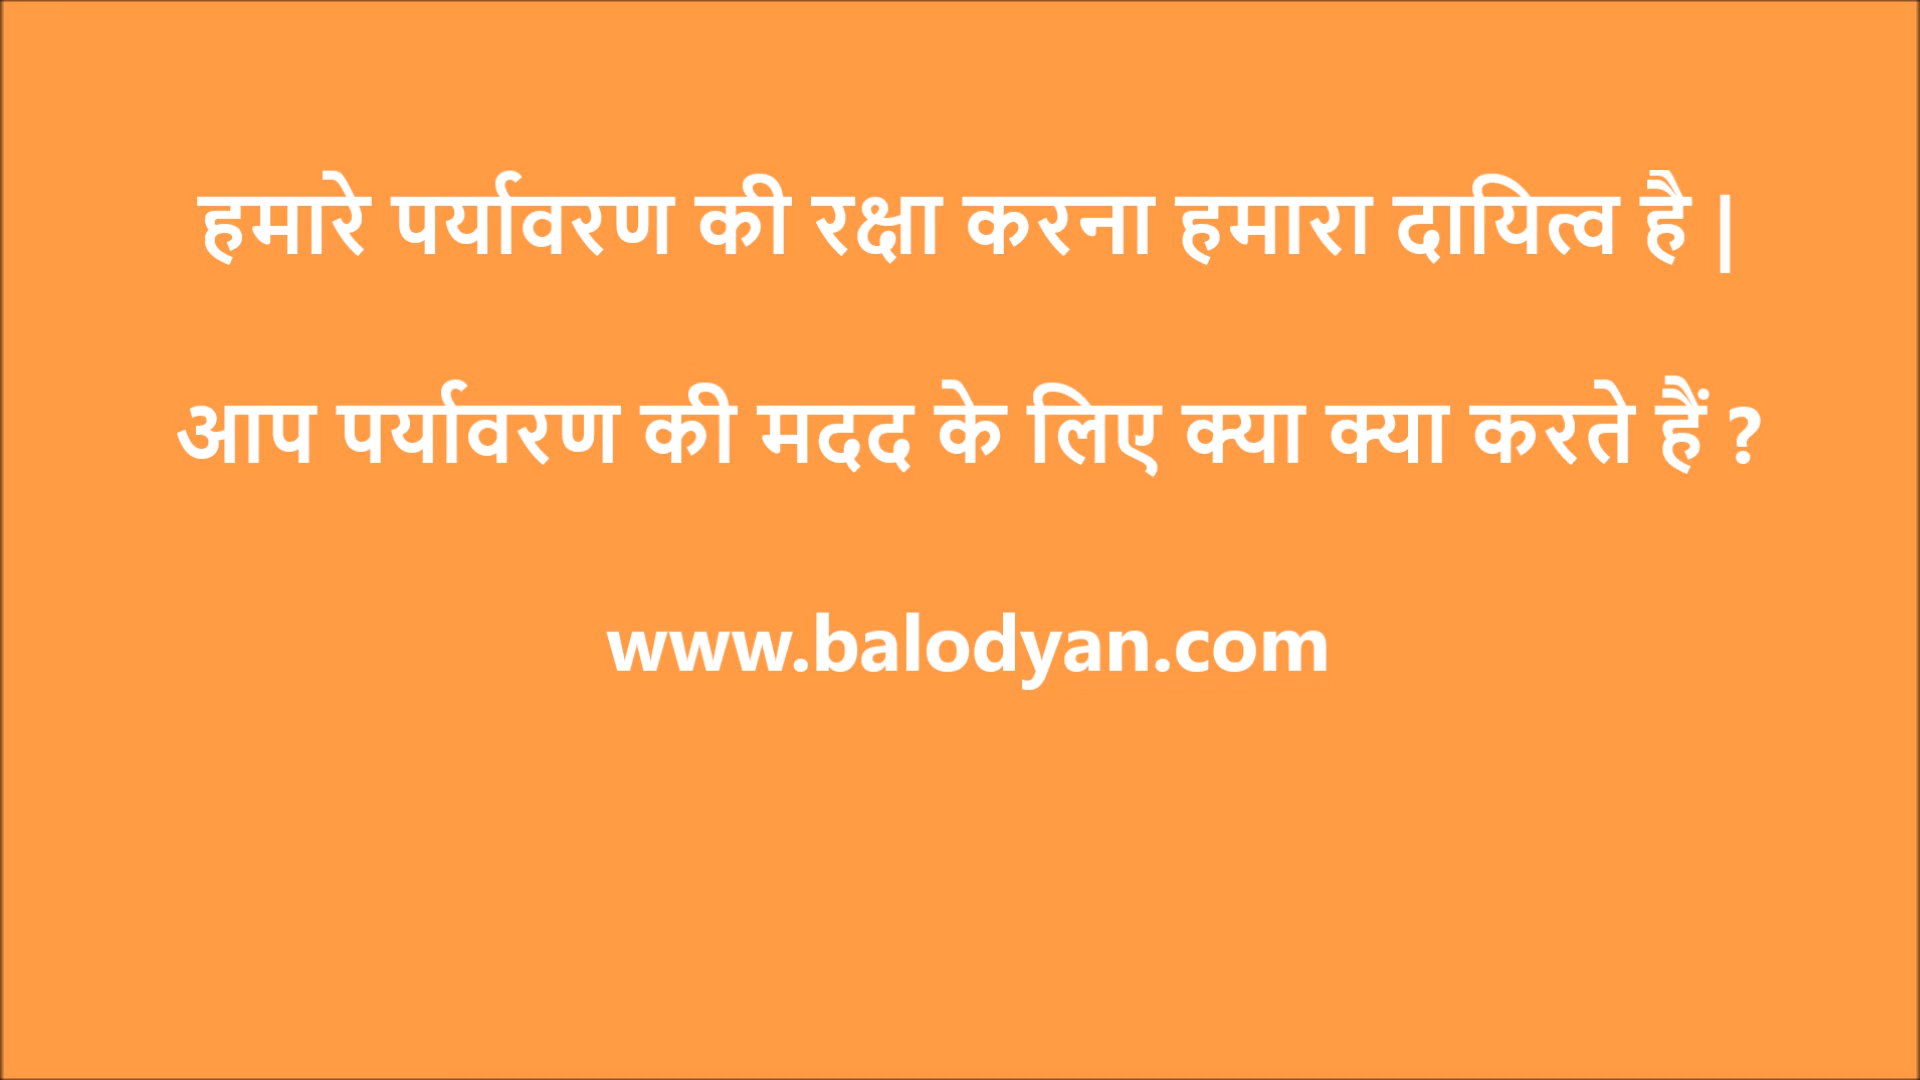 हमारे पर्यावरण की रक्षा करना हमारा दायित्व है |
आप पर्यावरण की मदद के लिए क्या क्या करते हैं ?
www.balodyan.com